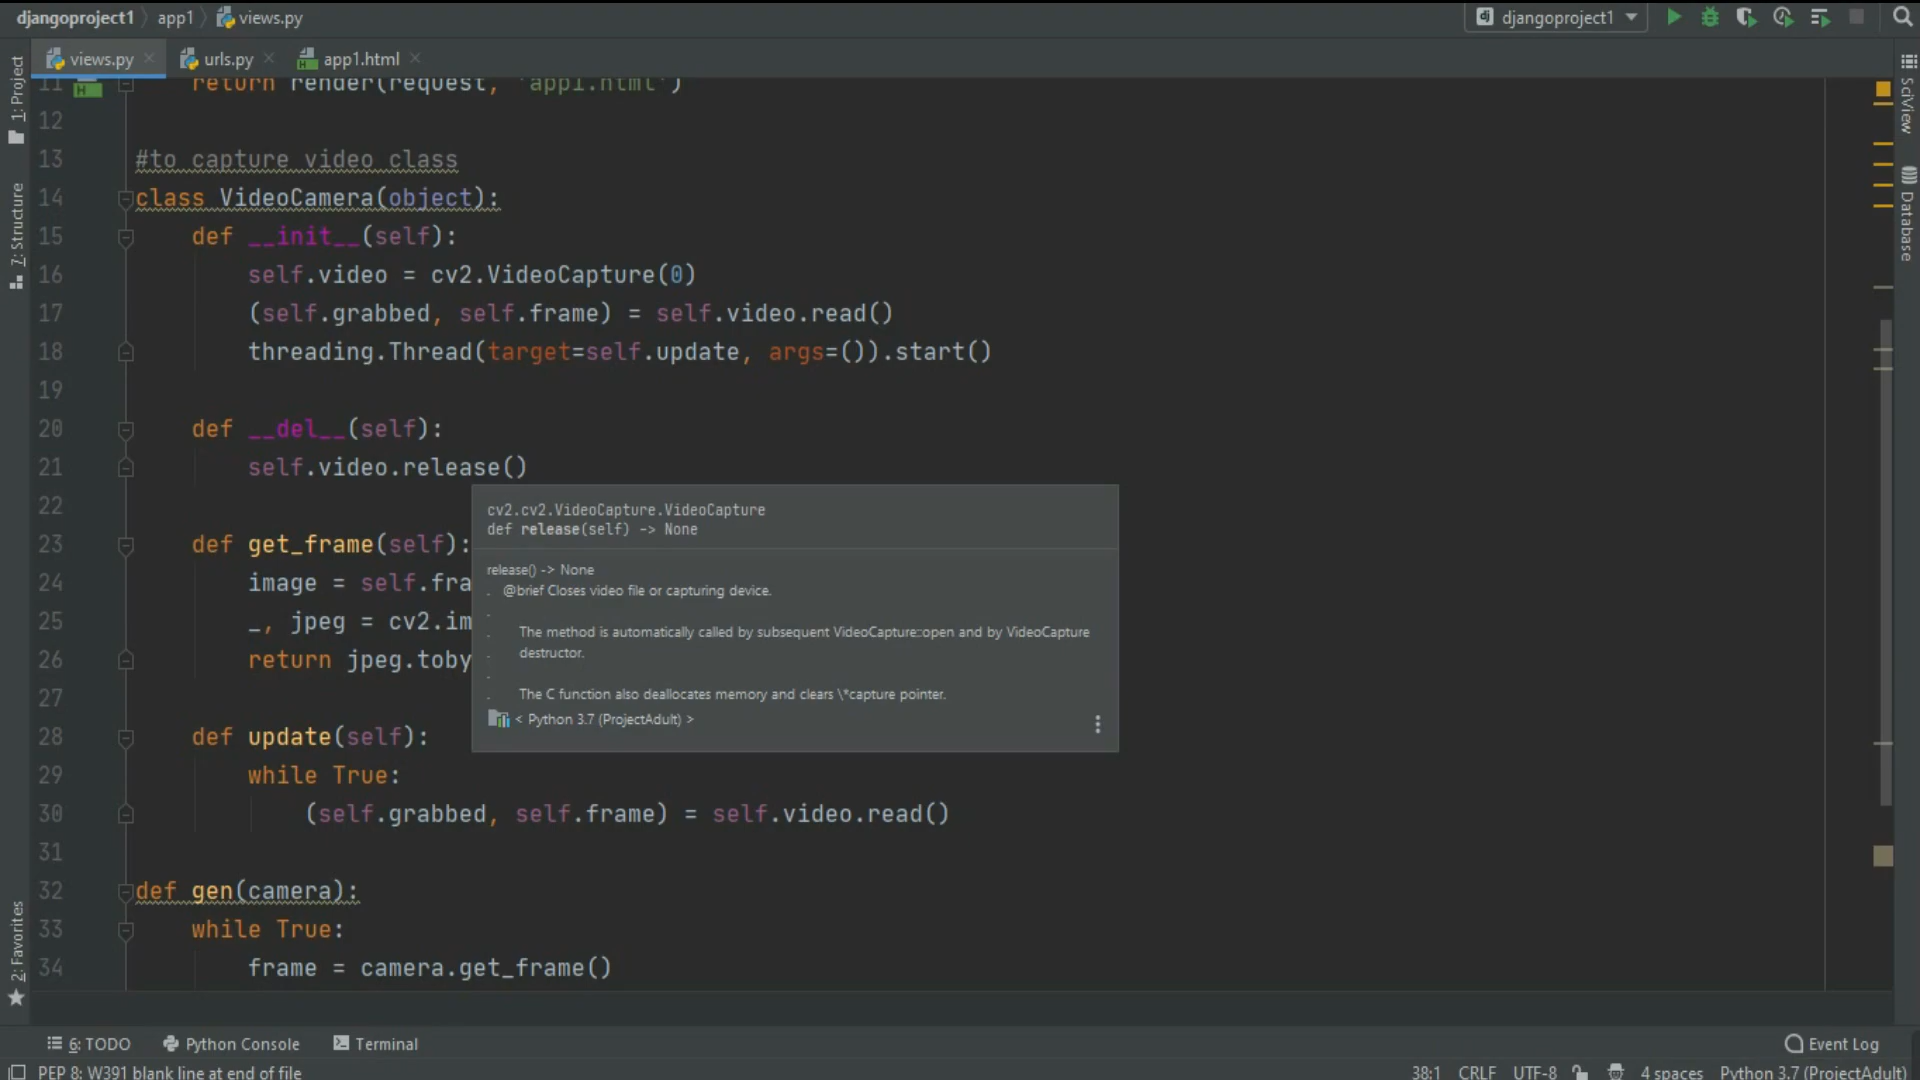 djangoproject1 app1 views.py djangoproject1
views.py urls.py app1.html
11 return render(request, 'app1.html')
12
13 #to capture video class
14 class VideoCamera(object):
15 def __init__(self):
16 self.video = cv2.VideoCapture(0)
17 (self.grabbed, self.frame) = self.video.read()
18 threading.Thread(target=self.update, args=()).start()
19
20 def __del__(self):
21 self.video.release()
22
23 def get_frame(self):
24 image = self.fra
25 _, jpeg = cv2.im
26 return jpeg.toby
27
28 def update(self):
29 while True:
30 (self.grabbed, self.frame) = self.video.read()
31
32 def gen(camera):
33 while True:
34 frame = camera.get_frame()
cv2.cv2.VideoCapture.VideoCapture
def release(self) -> None
release() -> None
. @brief Closes video file or capturing device.
.
. The method is automatically called by subsequent VideoCapture::open and by VideoCapture
. destructor.
.
. The C function also deallocates memory and clears \*capture pointer.
< Python 3.7 (ProjectAdult) >
1: Project
7: Structure
2: Favorites
SciView
Database
6: TODO Python Console Terminal Event Log
PEP 8: W391 blank line at end of file 38:1 CRLF UTF-8 4 spaces Python 3.7 (ProjectAdult)